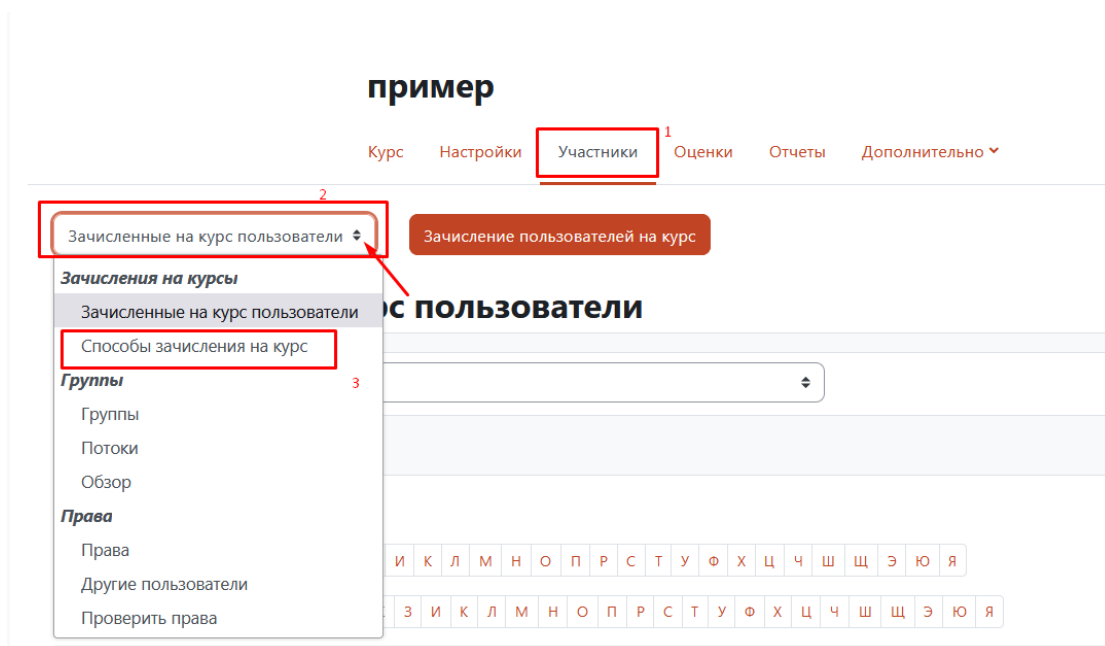 пример
1
Курс Настройки Участники Оценки Отчеты Дополнительно
2
Зачисленные на курс пользователи Зачисление пользователей на курс
Зачисления на курсы
Зачисленные на курс пользователи
рс пользователи
Способы зачисления на курс
Группы
3
Группы
Потоки
Обзор
Права
Права
И К Л М Н О П Р С Т У Ф Х Ц Ч Ш Щ Э Ю Я
Другие пользователи
З И К Л М Н О П Р С Т У Ф Х Ц Ч Ш Щ Э Ю Я
Проверить права